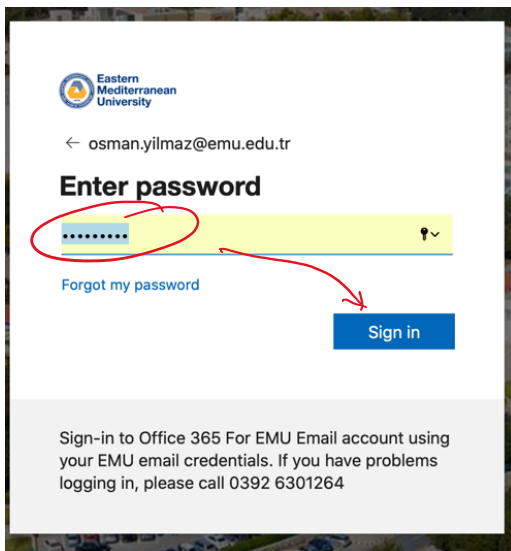 Eastern
Mediterranean
University
← osman.yilmaz@emu.edu.tr
Enter password
•••••••••
Forgot my password
Sign in
Sign-in to Office 365 For EMU Email account using
your EMU email credentials. If you have problems
logging in, please call 0392 6301264